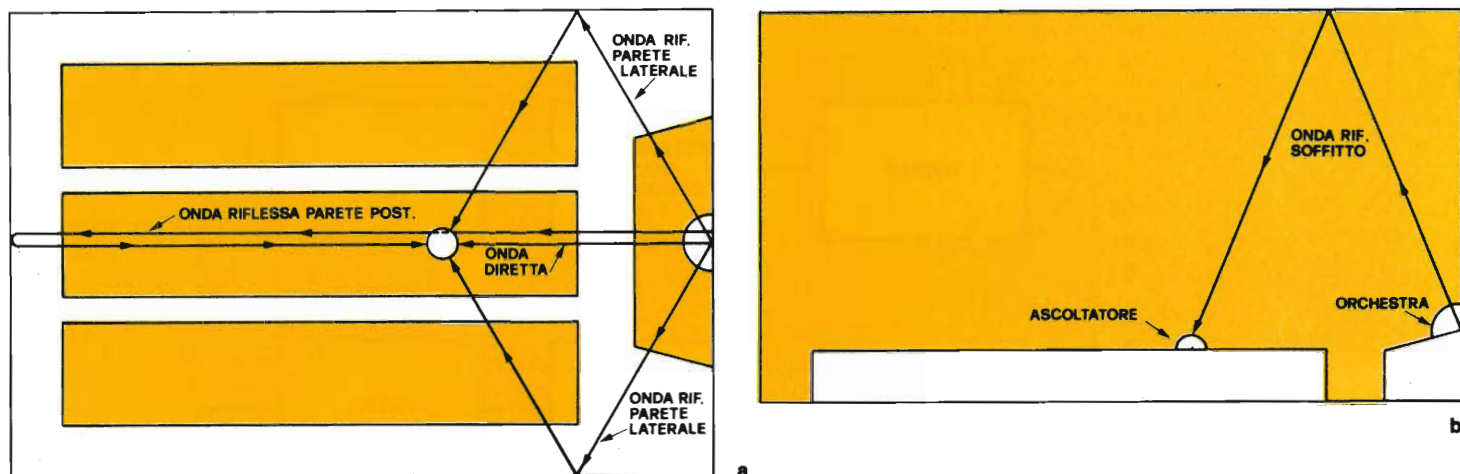 ONDA RIF.
PARETE
LATERALE
ONDA RIFLESSA PARETE POST.
ONDA
DIRETTA
ONDA RIF.
PARETE
LATERALE
a
ONDA RIF.
SOFFITTO
ASCOLTATORE
ORCHESTRA
b